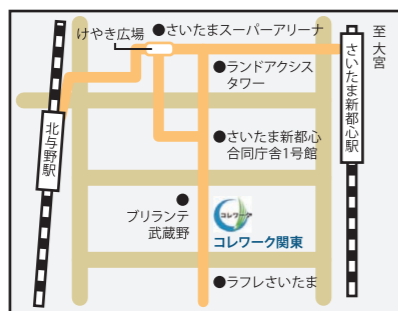 けやき広場
●さいたまスーパーアリーナ
至 大宮
●ランドアクシス
タワー
さいたま新都心駅
北与野駅
●さいたま新都心
合同庁舎1号館
●
ブリランテ
武蔵野
コレワーク
コレワーク関東
●ラフレさいたま